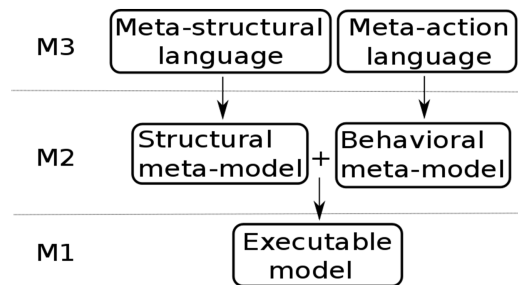 M3
Meta-structural
language
Meta-action
language
M2
Structural
meta-model
+
Behavioral
meta-model
M1
Executable
model